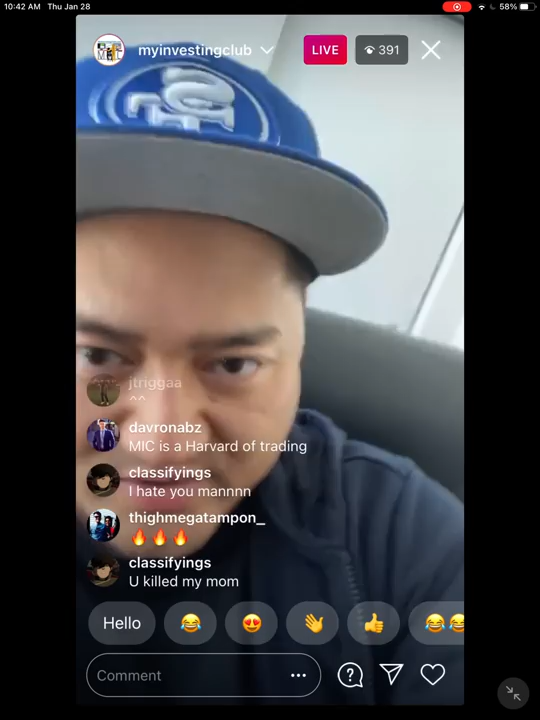 10:42 AM Thu Jan 28
58%
myinvestingclub
LIVE
391
SF
jtriggaa
^^
davronabz
MIC is a Harvard of trading
classifyings
I hate you mannnn
thighmegatampon_
🔥🔥🔥
classifyings
U killed my mom
Hello
😂 😍 👋 👍 😂😂
Comment